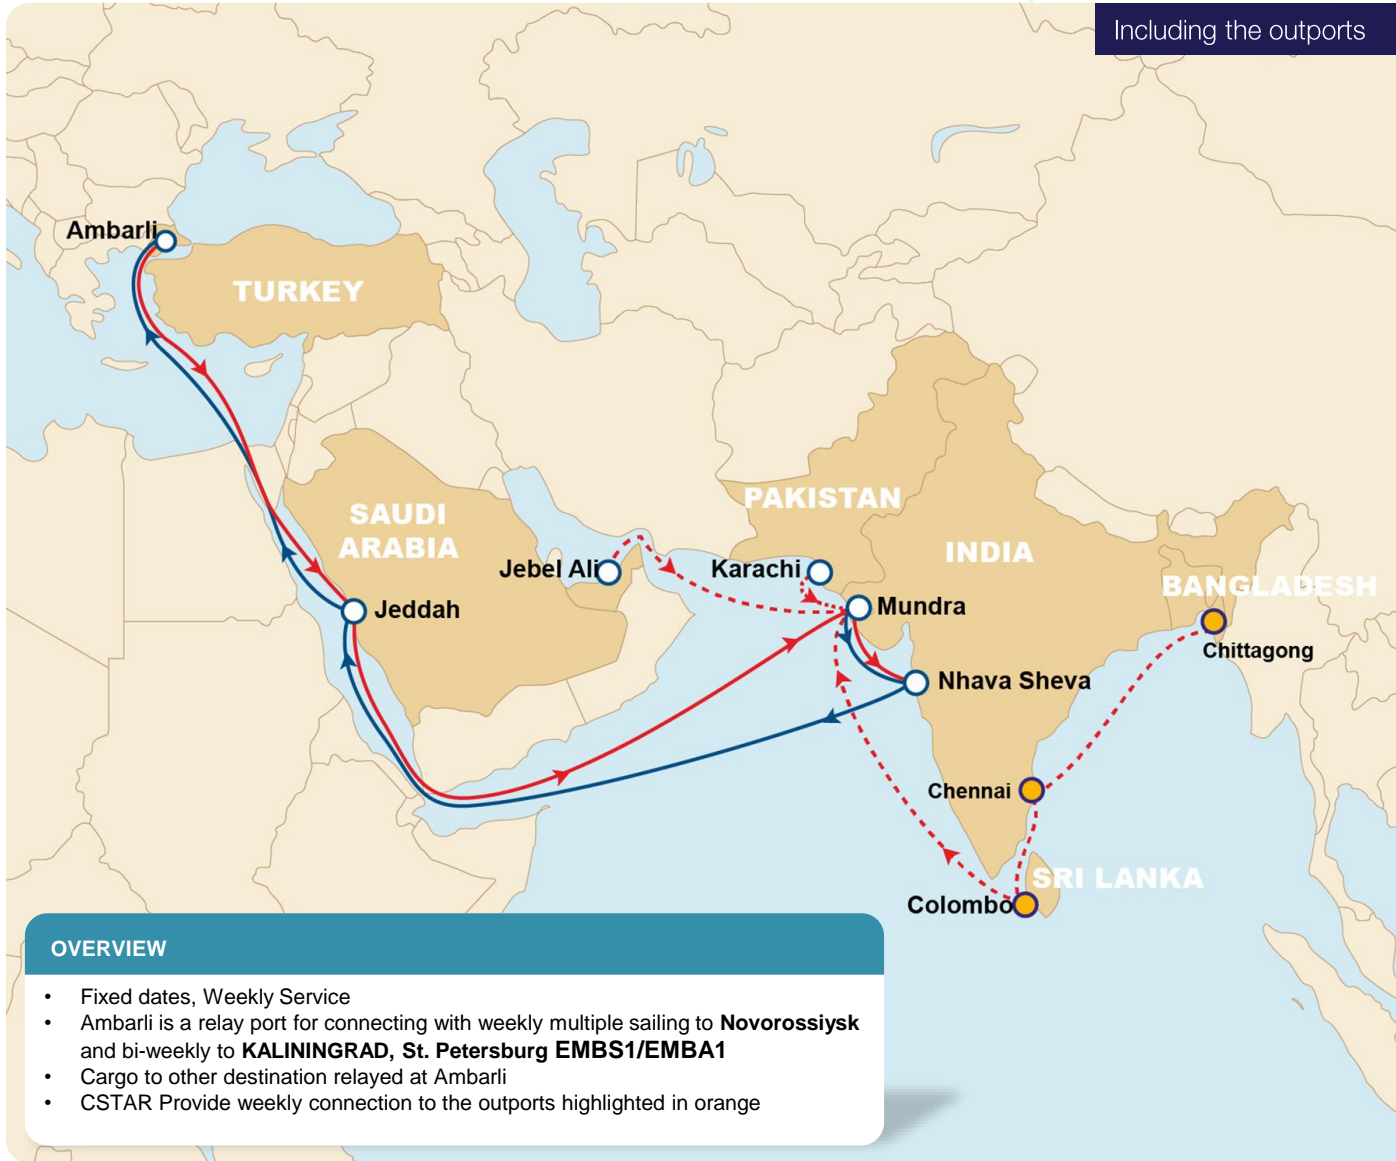 Including the outports
Ambarli
TURKEY
SAUDI
ARABIA
PAKISTAN
INDIA
BANGLADESH
Jebel Ali
Karachi
Mundra
Jeddah
Chittagong
Nhava Sheva
Chennai
SRI LANKA
Colombo
OVERVIEW
• Fixed dates, Weekly Service
• Ambarli is a relay port for connecting with weekly multiple sailing to Novorossiysk
and bi-weekly to KALININGRAD, St. Petersburg EMBS1/EMBA1
• Cargo to other destination relayed at Ambarli
• CSTAR Provide weekly connection to the outports highlighted in orange